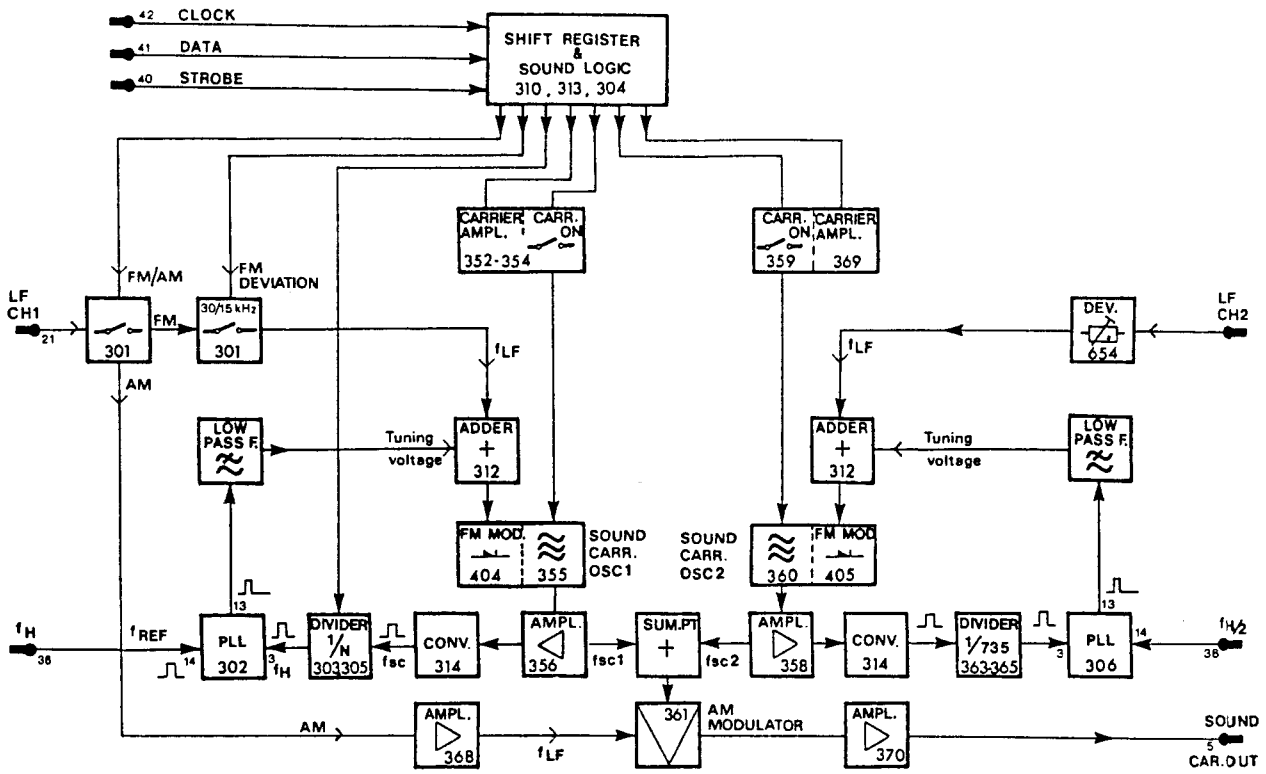 42 CLOCK
41 DATA
40 STROBE
SHIFT REGISTER
&
SOUND LOGIC
310, 313, 304
CARRIER
AMPL.
CARR.
ON
352-354
CARR.
ON
359
CARRIER
AMPL.
369
FM/AM
FM
DEVIATION
LF
CH1
21
301
FM
30/15 kHz
301
AM
fLF
fLF
DEV.
654
LF
CH2
LOW
PASS F.
Tuning
voltage
ADDER
+
312
ADDER
+
312
Tuning
voltage
LOW
PASS F.
FM MOD.
404
355
SOUND
CARR.
OSC1
SOUND
CARR.
OSC2
360
FM MOD
405
13
13
fH
36
fREF
14
PLL
302
3
fH
DIVIDER
1/N
303,305
fsc
CONV.
314
AMPL.
356
fsc1
SUM.PT
+
fsc2
AMPL.
358
CONV.
314
DIVIDER
1/735
363-365
3
PLL
306
14
fH/2
38
AM
AMPL.
368
fLF
361
AM
MODULATOR
AMPL.
370
SOUND
5
CAR.OUT